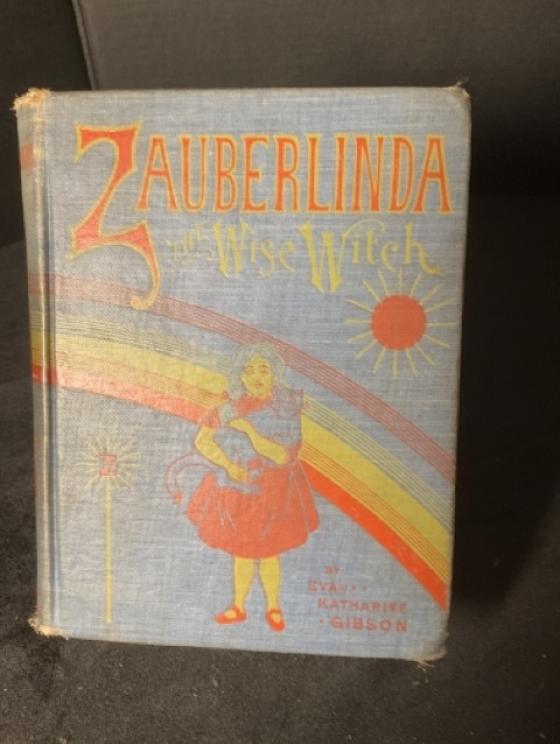 ZAUBERLINDA
THE WISE WITCH
Z
BY
EVA
KATHARINE
GIBSON